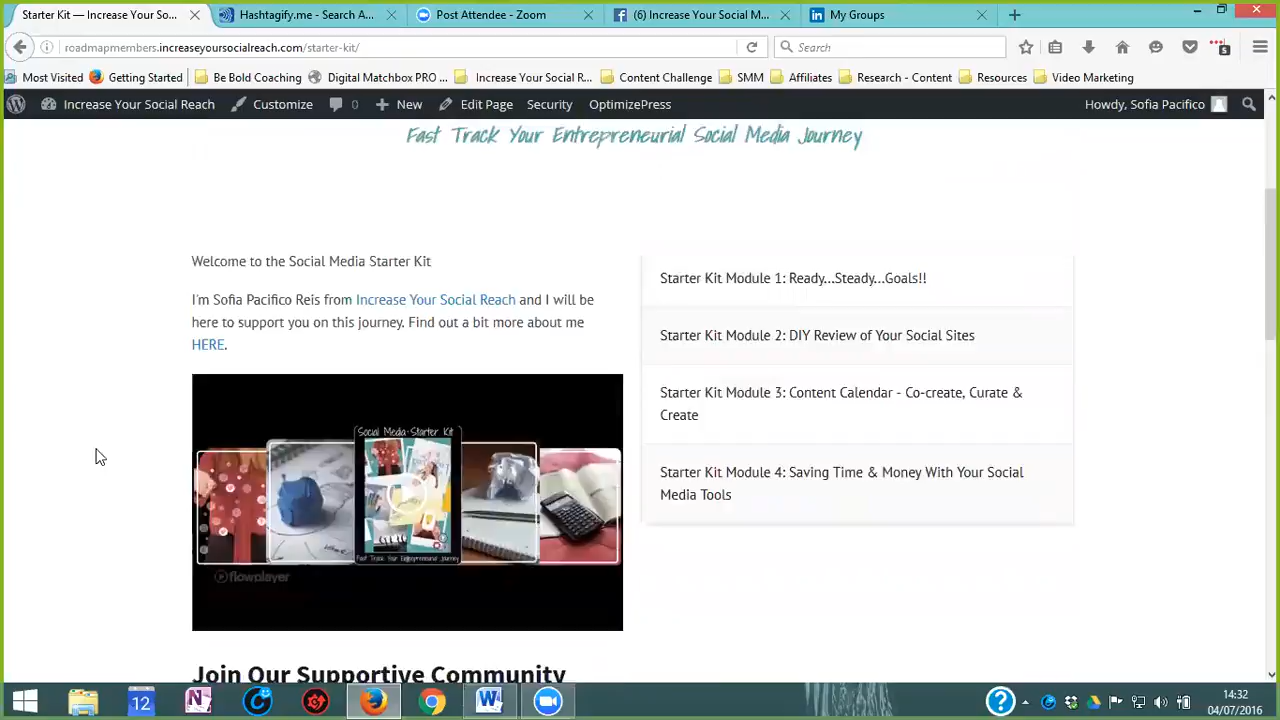 Starter Kit — Increase Your So...
Hashtagify.me - Search A...
Post Attendee - Zoom
(6) Increase Your Social M...
My Groups
roadmapmembers.increaseyoursocialreach.com/starter-kit/
Search
Most Visited
Getting Started
Be Bold Coaching
Digital Matchbox PRO ...
Increase Your Social R...
Content Challenge
SMM
Affiliates
Research - Content
Resources
Video Marketing
Increase Your Social Reach
Customize
0
New
Edit Page
Security
OptimizePress
Howdy, Sofia Pacifico
Fast Track Your Entrepreneurial Social Media Journey
Welcome to the Social Media Starter Kit
I'm Sofia Pacifico Reis from Increase Your Social Reach and I will be
here to support you on this journey. Find out a bit more about me
HERE.
Social Media Starter Kit
Fast Track Your Entrepreneurial Journey
flowplayer
Join Our Supportive Community
Starter Kit Module 1: Ready...Steady...Goals!!
Starter Kit Module 2: DIY Review of Your Social Sites
Starter Kit Module 3: Content Calendar - Co-create, Curate &
Create
Starter Kit Module 4: Saving Time & Money With Your Social
Media Tools
12
14:32
04/07/2016